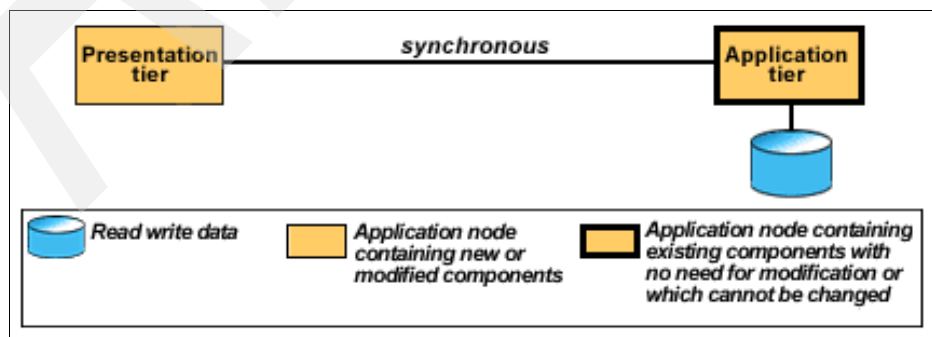 Presentation
tier
synchronous
Application
tier
Read write data
Application node
containing new or
modified components
Application node containing
existing components with
no need for modification or
which cannot be changed